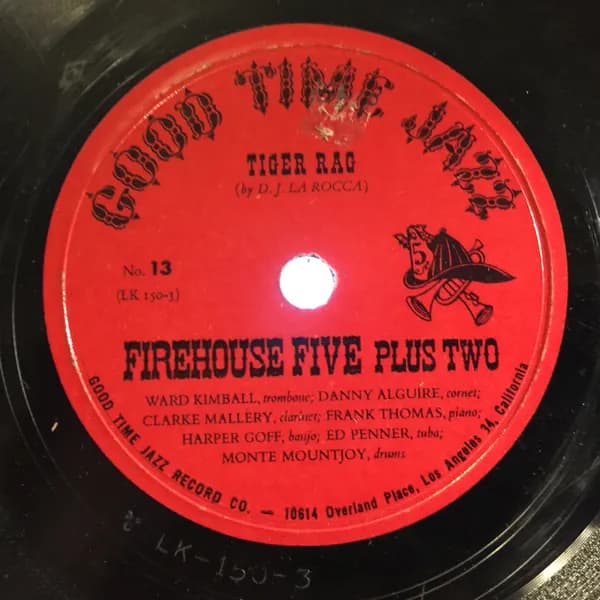 GOOD TIME JAZZ
TIGER RAG
(by D. J. LA ROCCA)
5
No. 13
(LK 150-3)
FIREHOUSE FIVE PLUS TWO
WARD KIMBALL, trombone; DANNY ALGUIRE, cornet;
CLARKE MALLERY, clarinet; FRANK THOMAS, piano;
HARPER GOFF, banjo; ED PENNER, tuba;
MONTE MOUNTJOY, drums
GOOD TIME JAZZ RECORD CO. — 10614 Overland Place, Los Angeles 34, California
LK-150-3